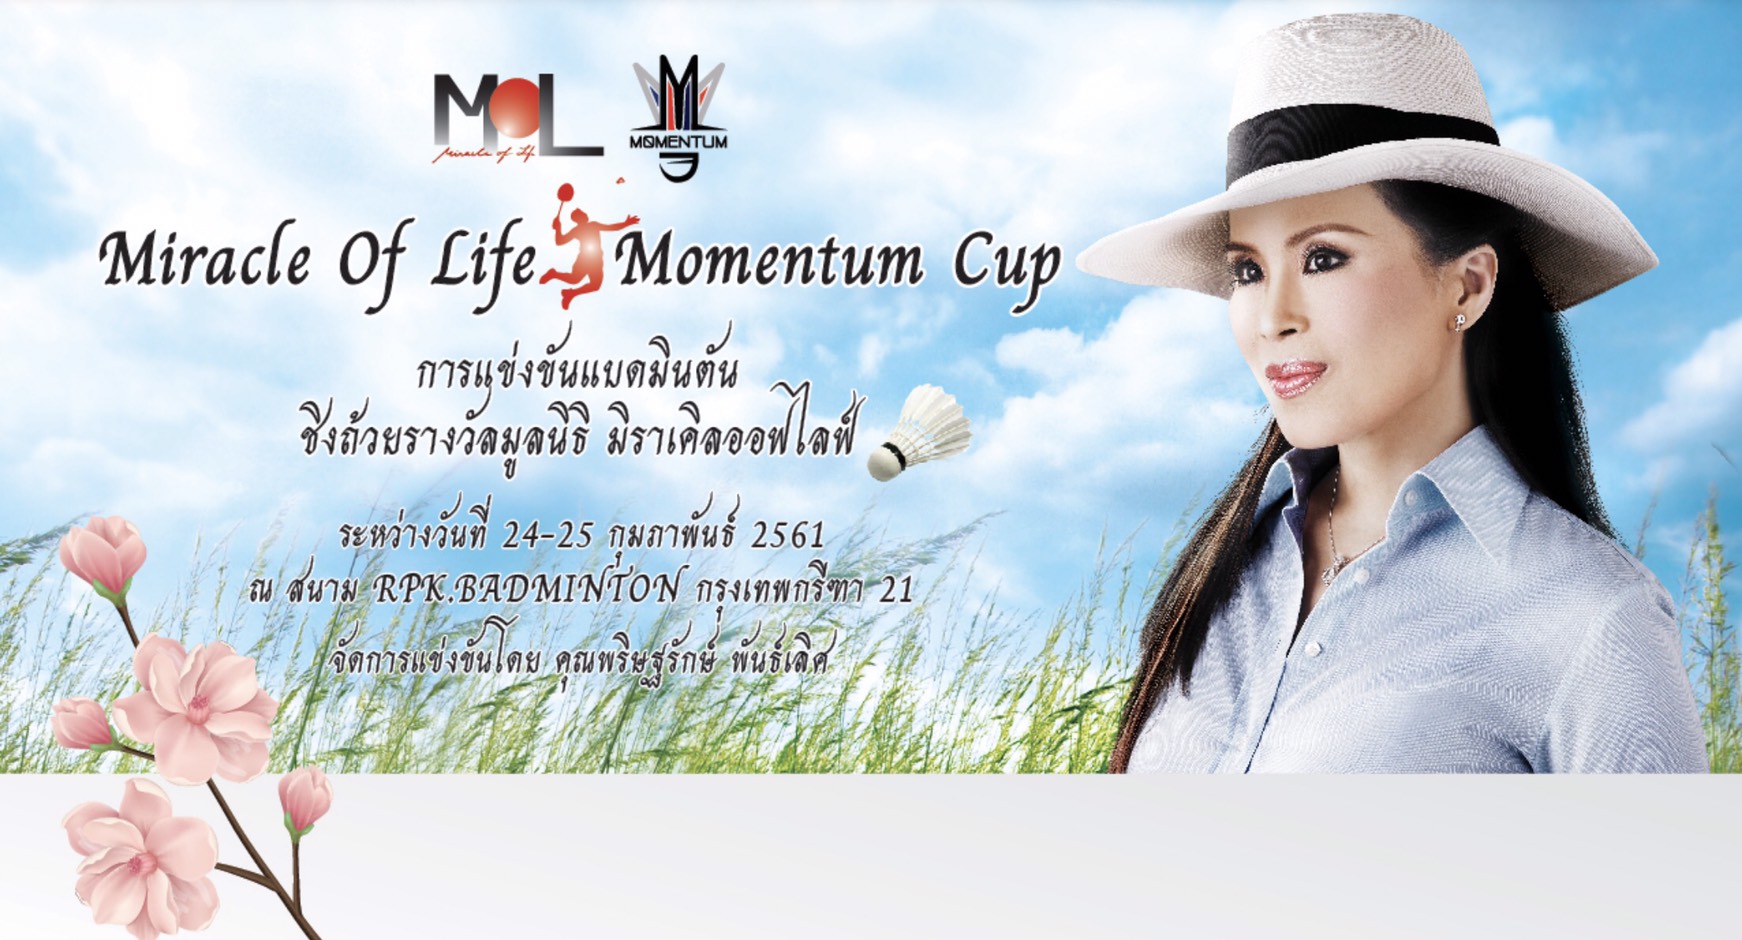 MOL
Miracle of Life
MOMENTUM
Miracle Of Life Momentum Cup
การแข่งขันแบดมินตัน
ชิงถ้วยรางวัลมูลนิธิ มิราเคิลออฟไลฟ์
ระหว่างวันที่ 24-25 กุมภาพันธ์ 2561
ณ สนาม RPK.BADMINTON กรุงเทพกรีฑา 21
จัดการแข่งขันโดย คุณพริษฐรักษ์ พันธ์เลิศ